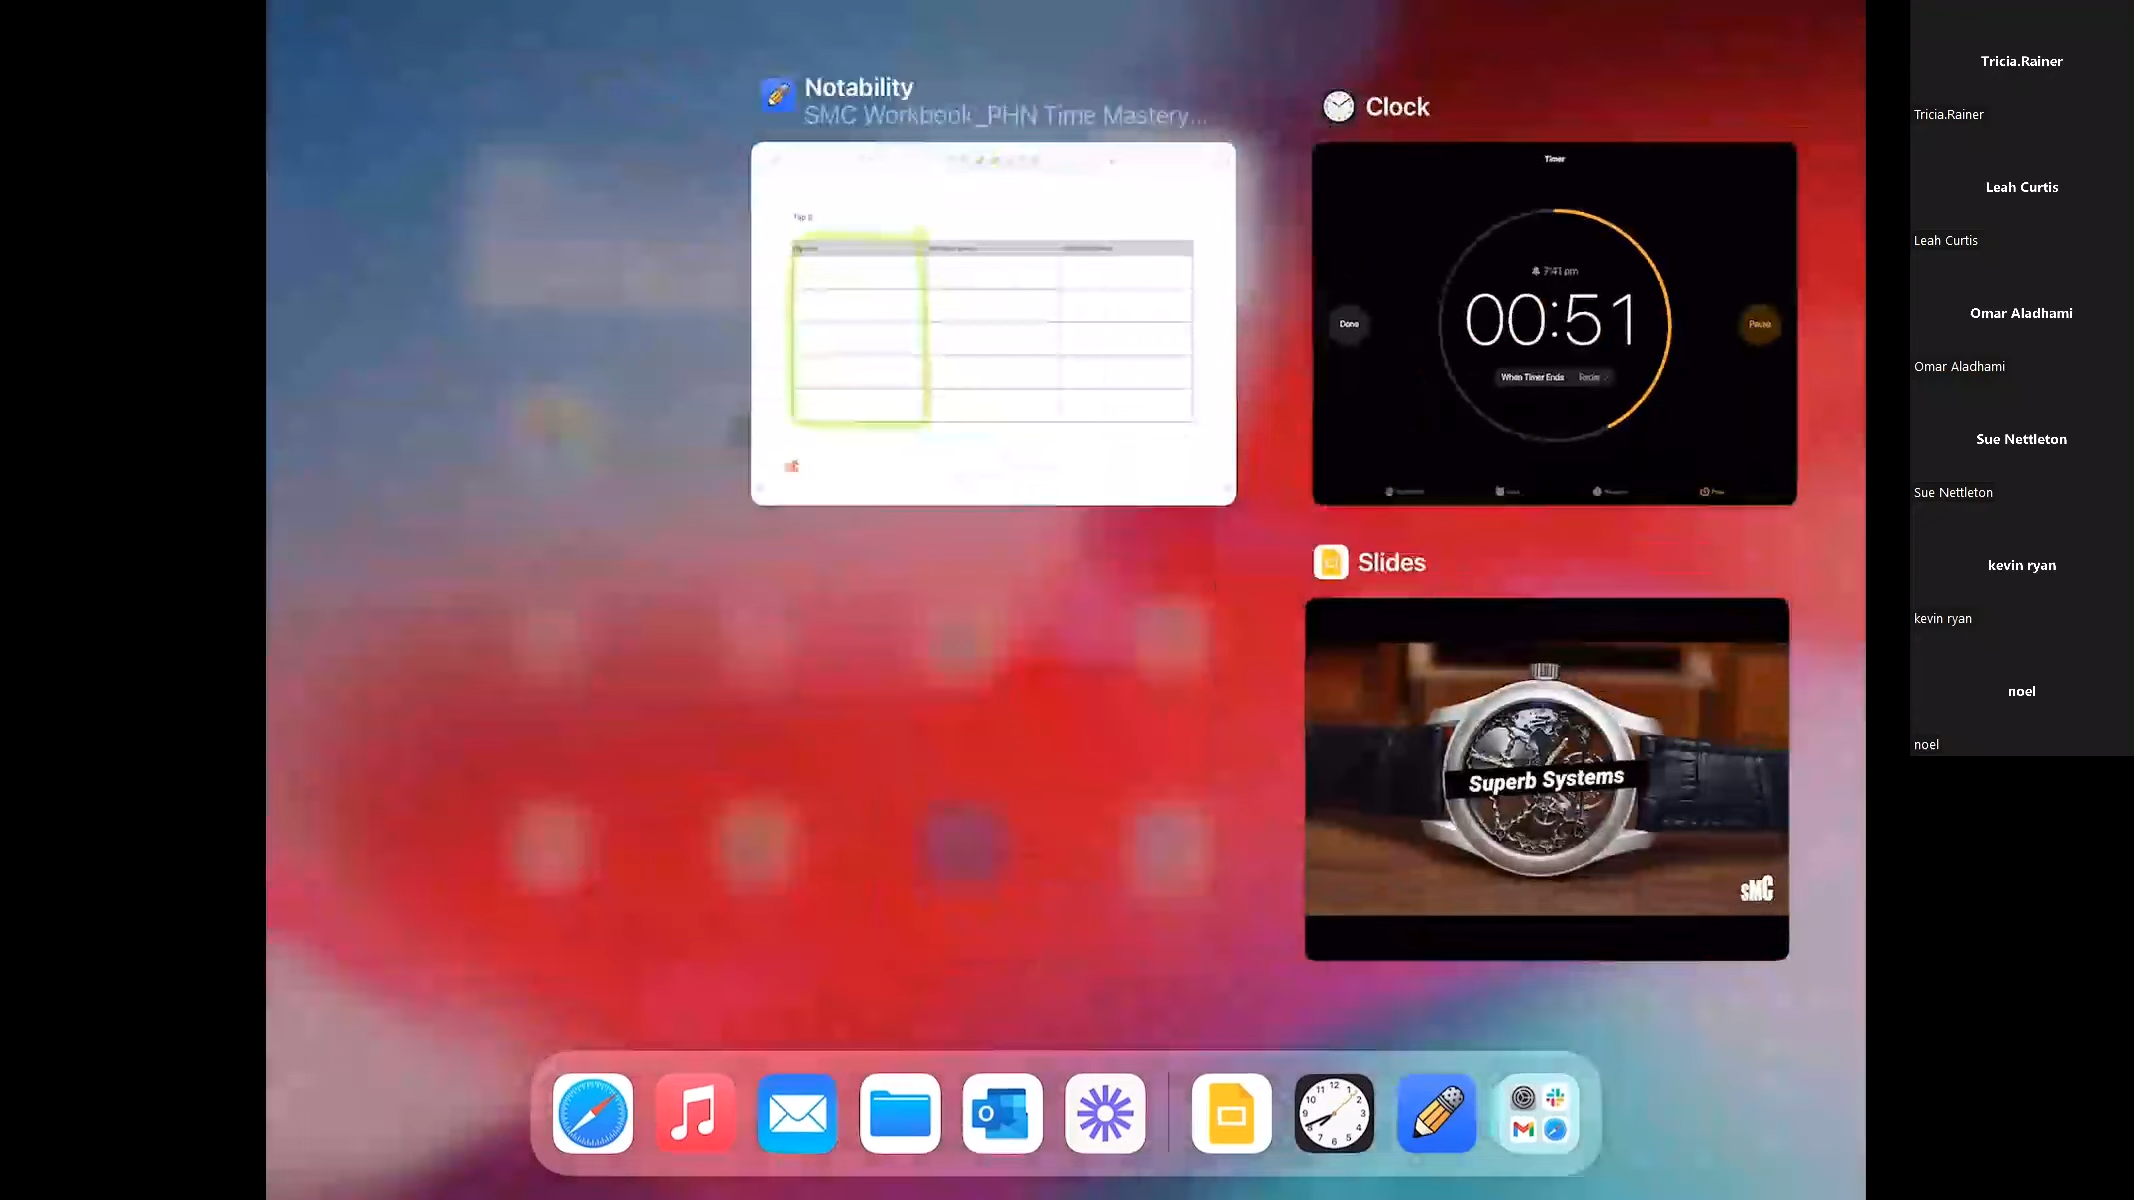 Notability
SMC Workbook_PHN Time Mastery...
Clock
Timer
7:41 pm
00:51
Done
Pause
When Timer Ends
Slides
Superb Systems
SMC
Tricia.Rainer
Tricia.Rainer
Leah Curtis
Leah Curtis
Omar Aladhami
Omar Aladhami
Sue Nettleton
Sue Nettleton
kevin ryan
kevin ryan
noel
noel